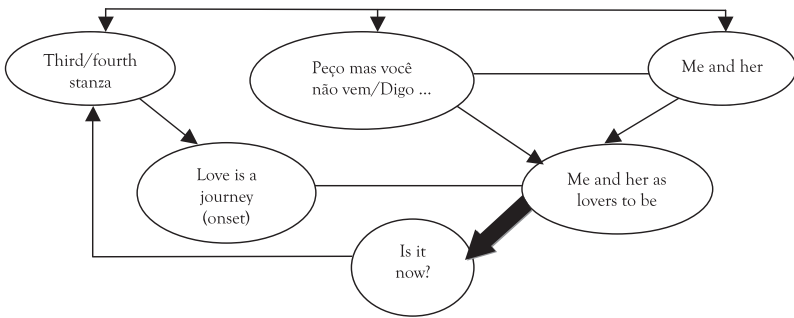 Third/fourth
stanza
Peço mas você
não vem/Digo ...
Me and her
Love is a
journey
(onset)
Me and her as
lovers to be
Is it
now?